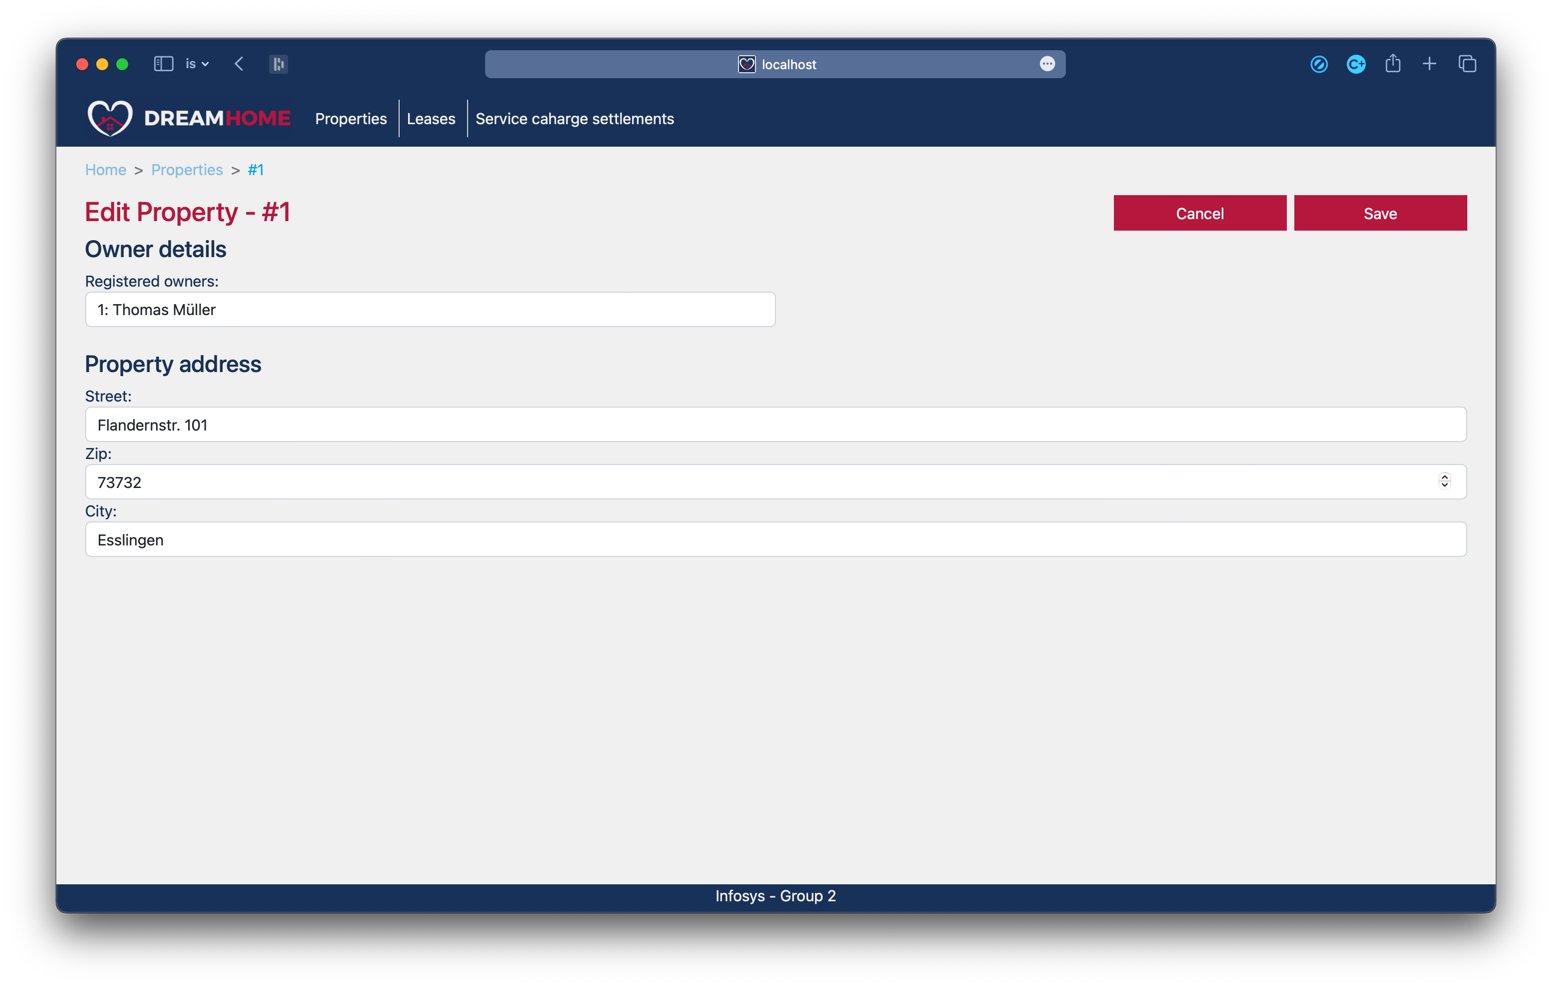 is
localhost
DREAMHOME
Properties
Leases
Service caharge settlements
Home > Properties > #1
Edit Property - #1
Cancel
Save
Owner details
Registered owners:
1: Thomas Müller
Property address
Street:
Flandernstr. 101
Zip:
73732
City:
Esslingen
Infosys - Group 2